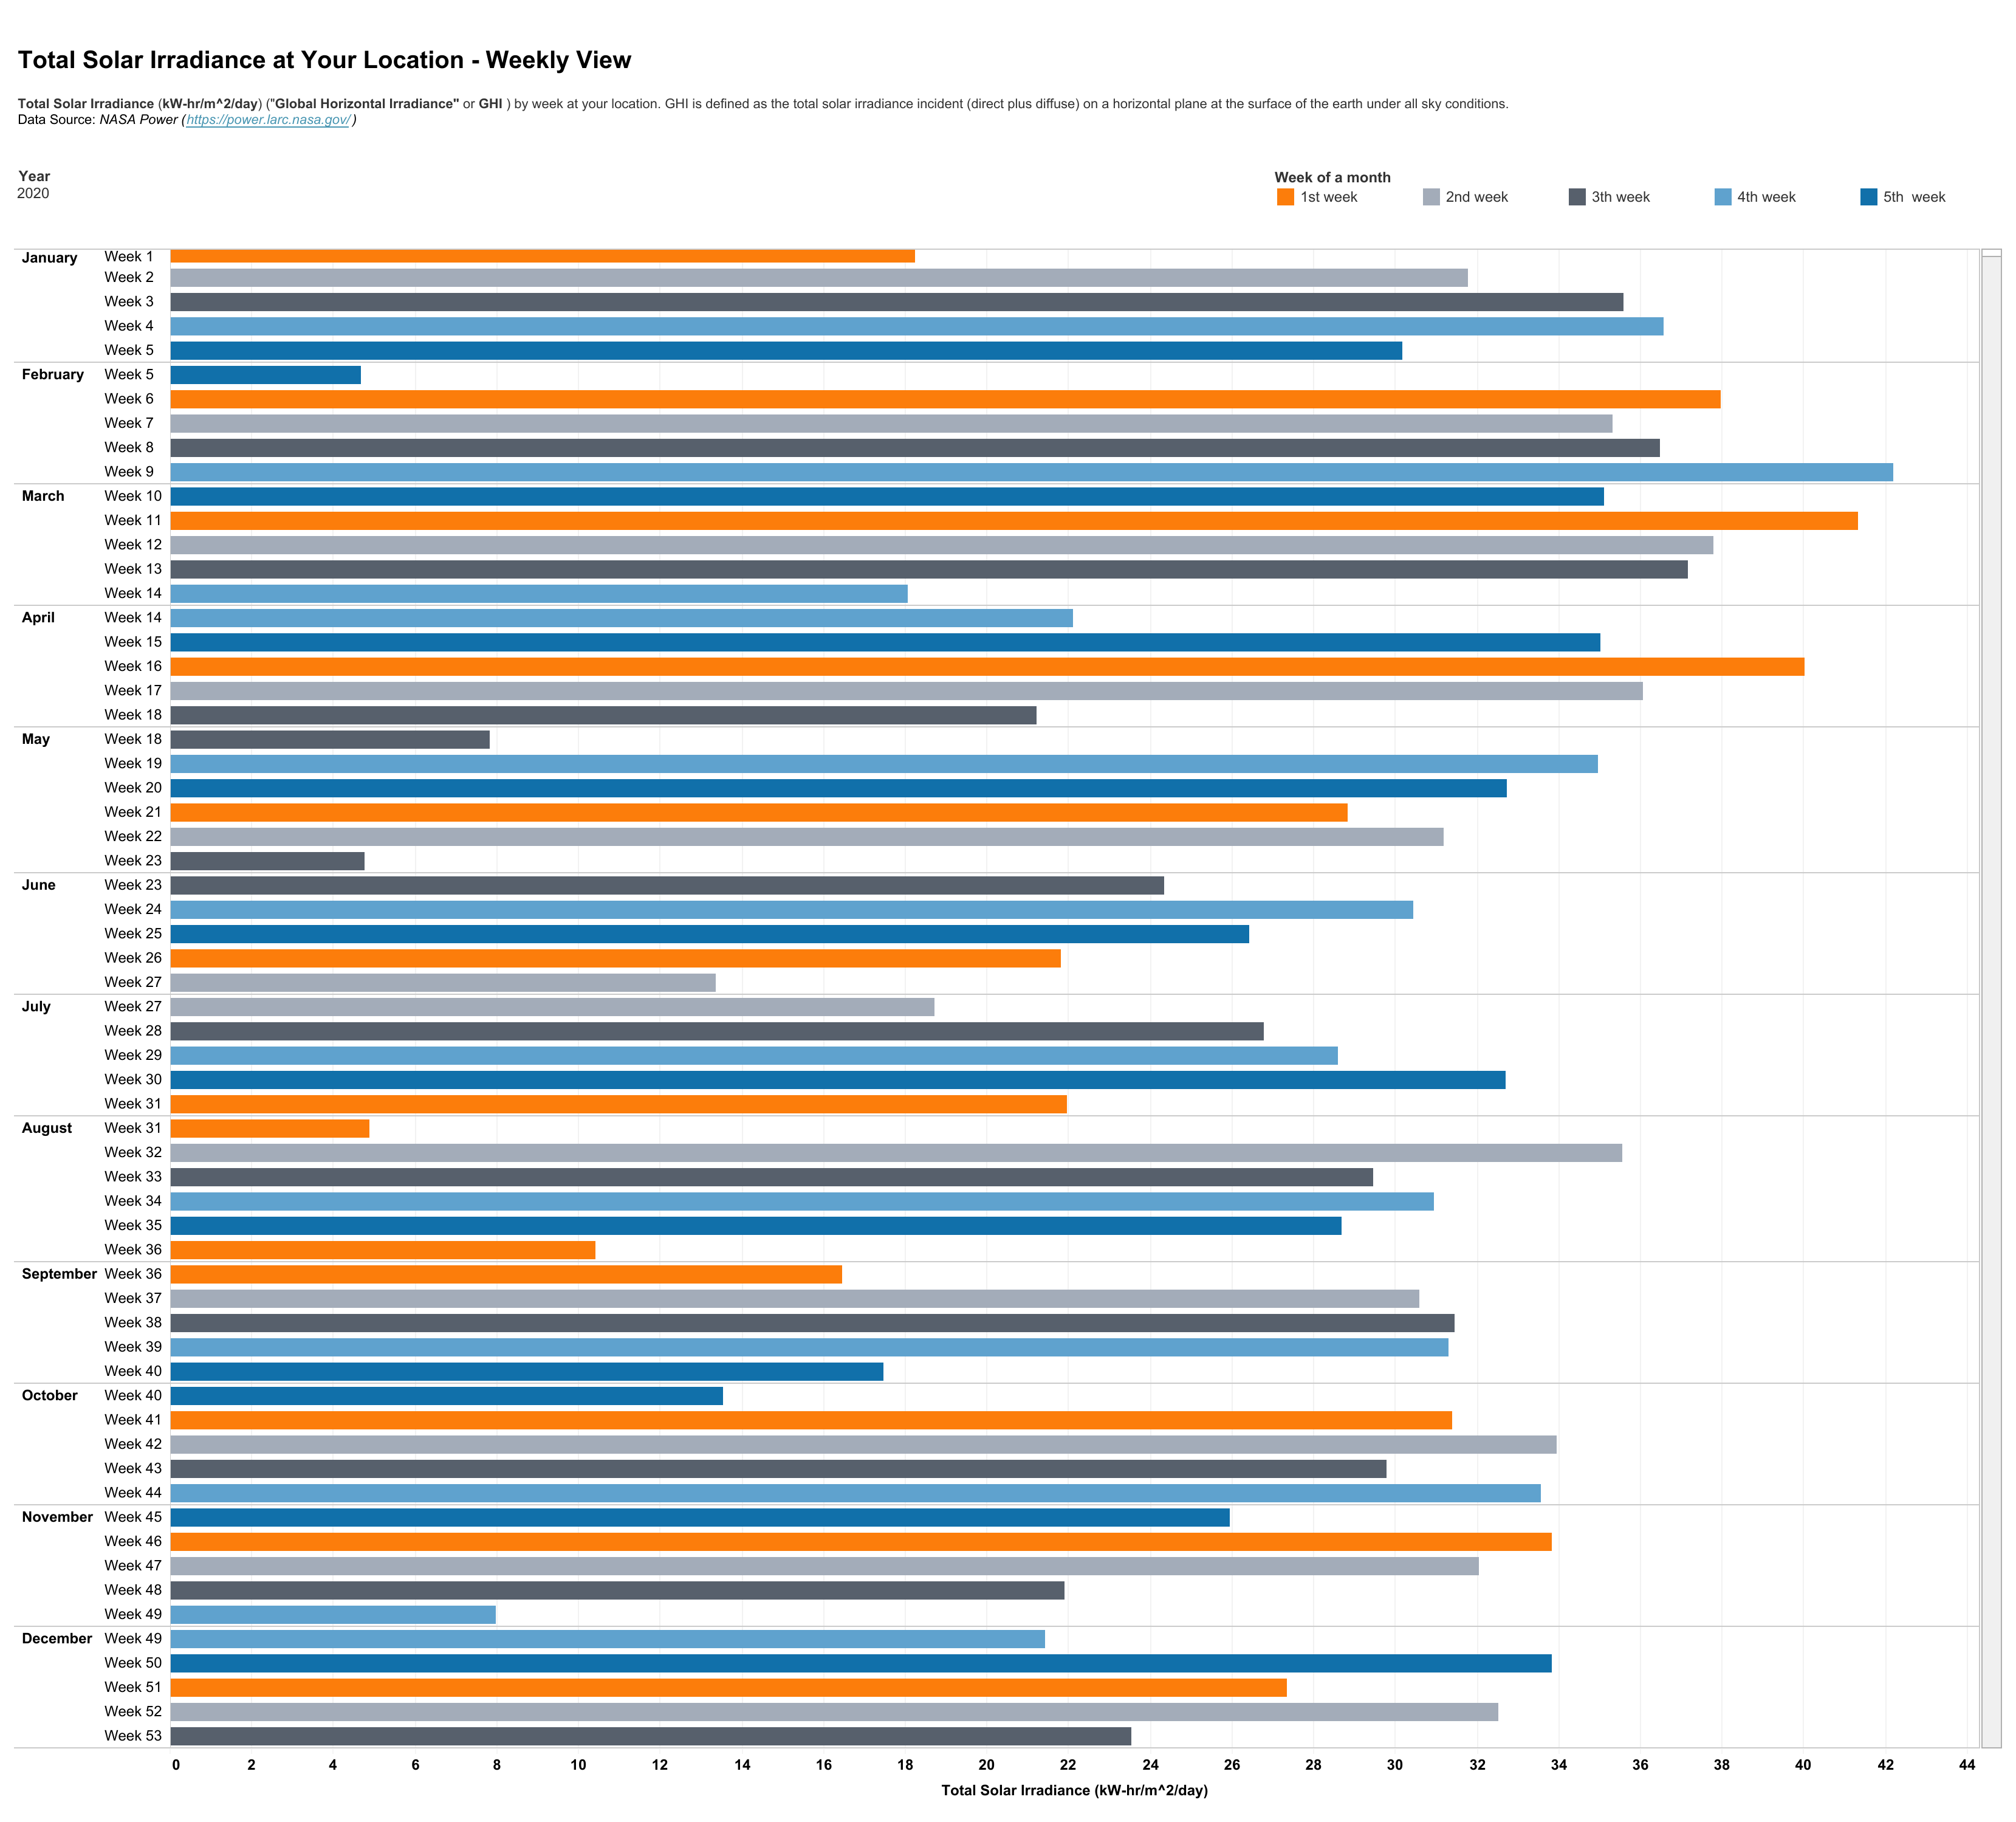 Total Solar Irradiance at Your Location - Weekly View
Total Solar Irradiance (kW-hr/m^2/day) ("Global Horizontal Irradiance" or GHI ) by week at your location. GHI is defined as the total solar irradiance incident (direct plus diffuse) on a horizontal plane at the surface of the earth under all sky conditions.
Data Source: NASA Power (https://power.larc.nasa.gov/)
Year
2020
Week of a month
1st week 2nd week 3th week 4th week 5th  week
January Week 1
Week 2
Week 3
Week 4
Week 5
February Week 5
Week 6
Week 7
Week 8
Week 9
March Week 10
Week 11
Week 12
Week 13
Week 14
April Week 14
Week 15
Week 16
Week 17
Week 18
May Week 18
Week 19
Week 20
Week 21
Week 22
Week 23
June Week 23
Week 24
Week 25
Week 26
Week 27
July Week 27
Week 28
Week 29
Week 30
Week 31
August Week 31
Week 32
Week 33
Week 34
Week 35
Week 36
September Week 36
Week 37
Week 38
Week 39
Week 40
October Week 40
Week 41
Week 42
Week 43
Week 44
November Week 45
Week 46
Week 47
Week 48
Week 49
December Week 49
Week 50
Week 51
Week 52
Week 53
0 2 4 6 8 10 12 14 16 18 20 22 24 26 28 30 32 34 36 38 40 42 44
Total Solar Irradiance (kW-hr/m^2/day)